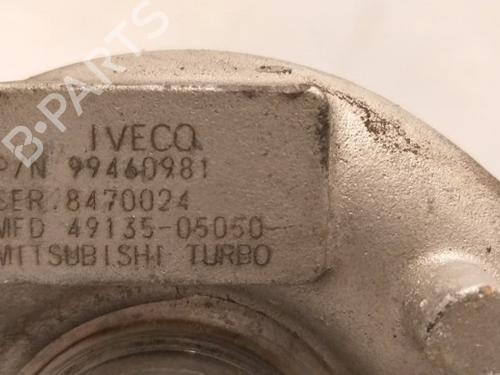 B-PARTS
IVECO
P/N 99460981
SER.8470024
MFD 49135-05050
MITSUBISHI TURBO